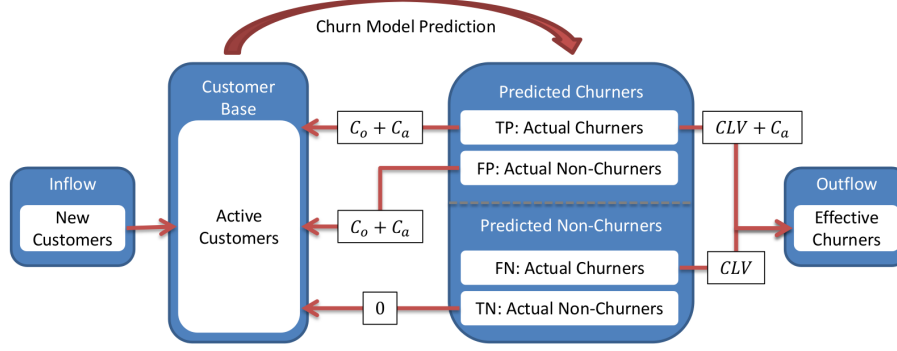 Churn Model Prediction
Customer
Base
Predicted Churners
C_o + C_a
TP: Actual Churners
CLV + C_a
FP: Actual Non-Churners
Inflow
Outflow
New
Customers
Active
Customers
C_o + C_a
Predicted Non-Churners
Effective
Churners
FN: Actual Churners
CLV
0
TN: Actual Non-Churners